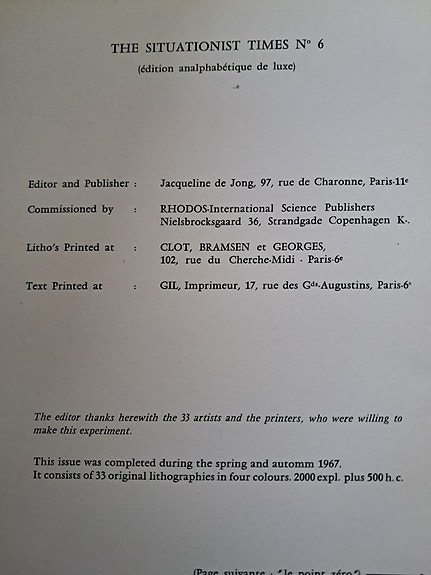 THE SITUATIONIST TIMES Nº 6
(édition analphabétique de luxe)
Editor and Publisher : Jacqueline de Jong, 97, rue de Charonne, Paris-11ᵉ
Commissioned by : RHODOS-International Science Publishers
Nielsbrocksgaard 36, Strandgade Copenhagen K-.
Litho's Printed at : CLOT, BRAMSEN et GEORGES,
102, rue du Cherche-Midi - Paris-6ᵉ
Text Printed at : GIL, Imprimeur, 17, rue des Gᵈˢ-Augustins, Paris-6ᵉ
The editor thanks herewith the 33 artists and the printers, who were willing to
make this experiment.
This issue was completed during the spring and automm 1967.
It consists of 33 original lithographies in four colours. 2000 expl. plus 500 h. c.
(Page suivante : "le point zéro")